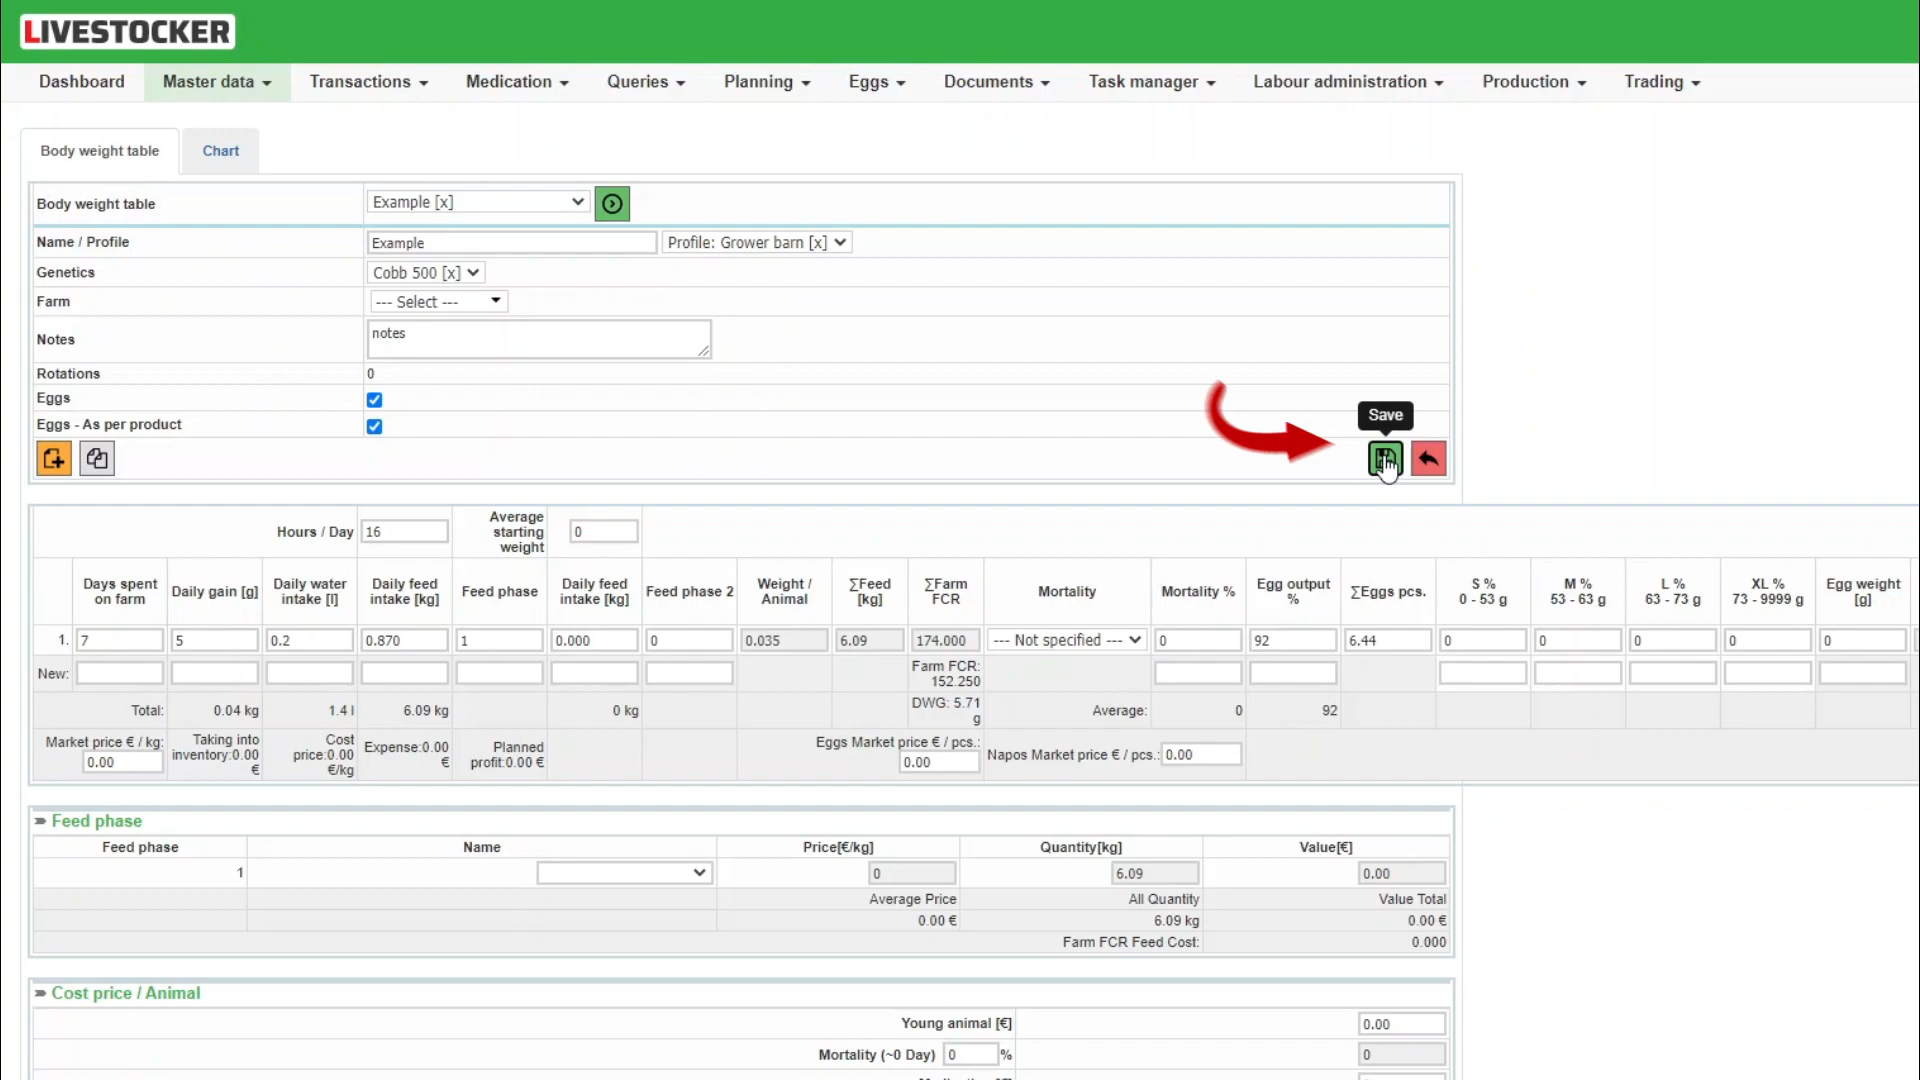 LIVESTOCKER
Dashboard Master data Transactions Medication Queries Planning Eggs Documents Task manager Labour administration Production Trading
Body weight table Chart
Body weight table Example [x]
Name / Profile Example Profile: Grower barn [x]
Genetics Cobb 500 [x]
Farm --- Select ---
Notes notes
Rotations 0
Eggs
Eggs - As per product
Save
Hours / Day 16 Average starting weight 0
Days spent on farm Daily gain [g] Daily water intake [l] Daily feed intake [kg] Feed phase Daily feed intake [kg] Feed phase 2 Weight / Animal ∑Feed [kg] ∑Farm FCR Mortality Mortality % Egg output % ∑Eggs pcs. S % 0 - 53 g M % 53 - 63 g L % 63 - 73 g XL % 73 - 9999 g Egg weight [g]
1. 7 5 0.2 0.870 1 0.000 0 0.035 6.09 174.000 --- Not specified --- 0 92 6.44 0 0 0 0 0
New: Farm FCR: 152.250
Total: 0.04 kg 1.4 l 6.09 kg 0 kg DWG: 5.71 g Average: 0 92
Market price € / kg: 0.00 Taking into inventory:0.00 € Cost price:0.00 €/kg Expense:0.00 € Planned profit:0.00 € Eggs Market price € / pcs.: 0.00 Napos Market price € / pcs.: 0.00
Feed phase
Feed phase Name Price[€/kg] Quantity[kg] Value[€]
1 0 6.09 0.00
Average Price All Quantity Value Total
0.00 € 6.09 kg 0.00 €
Farm FCR Feed Cost: 0.000
Cost price / Animal
Young animal [€] 0.00
Mortality (~0 Day) 0 % 0